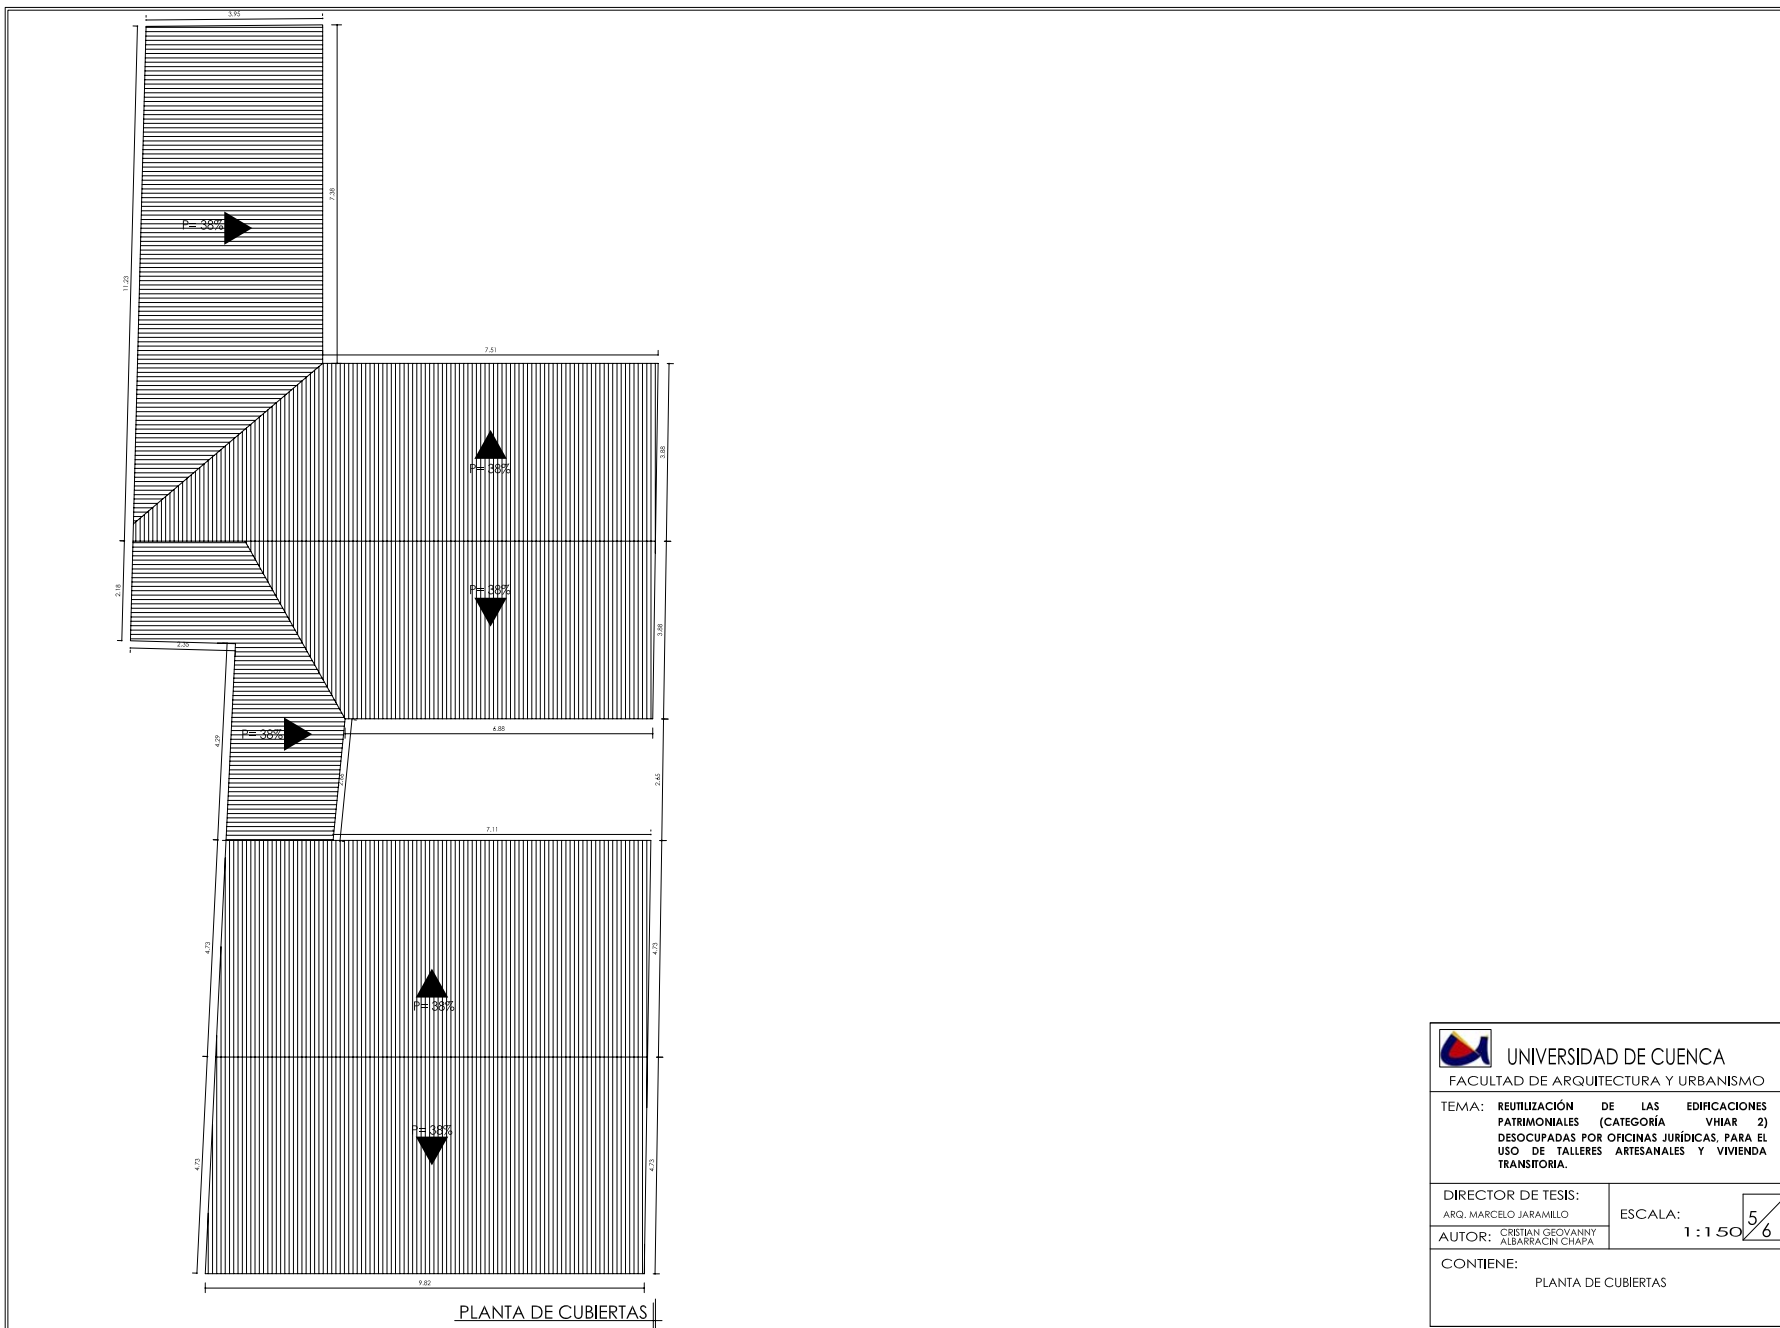 3.95
7.38
P= 38%
11.23
7.51
3.88
P= 38%
P= 38%
2.18
3.88
2.35
P= 38%
4.29
6.88
2.65
7.11
4.73
4.73
P= 38%
P= 38%
4.73
4.73
9.82
PLANTA DE CUBIERTAS
UNIVERSIDAD DE CUENCA
FACULTAD DE ARQUITECTURA Y URBANISMO
TEMA: REUTILIZACIÓN DE LAS EDIFICACIONES
PATRIMONIALES (CATEGORÍA VHIAR 2)
DESOCUPADAS POR OFICINAS JURÍDICAS, PARA EL
USO DE TALLERES ARTESANALES Y VIVIENDA
TRANSITORIA.
DIRECTOR DE TESIS:
ARQ. MARCELO JARAMILLO
AUTOR: CRISTIAN GEOVANNY
ALBARRACIN CHAPA
ESCALA:
1:150
5/6
CONTIENE:
PLANTA DE CUBIERTAS